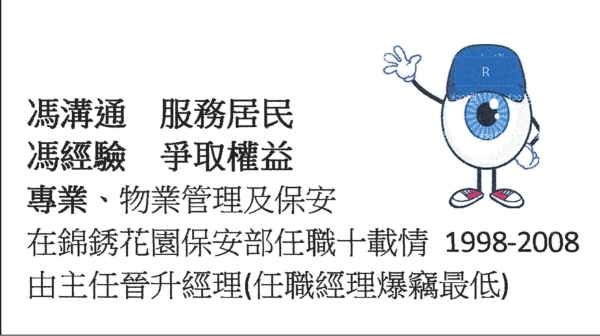 R
馮溝通　服務居民
馮經驗　爭取權益
專業、物業管理及保安
在錦銹花園保安部任職十載情 1998-2008
由主任晉升經理(任職經理爆竊最低)